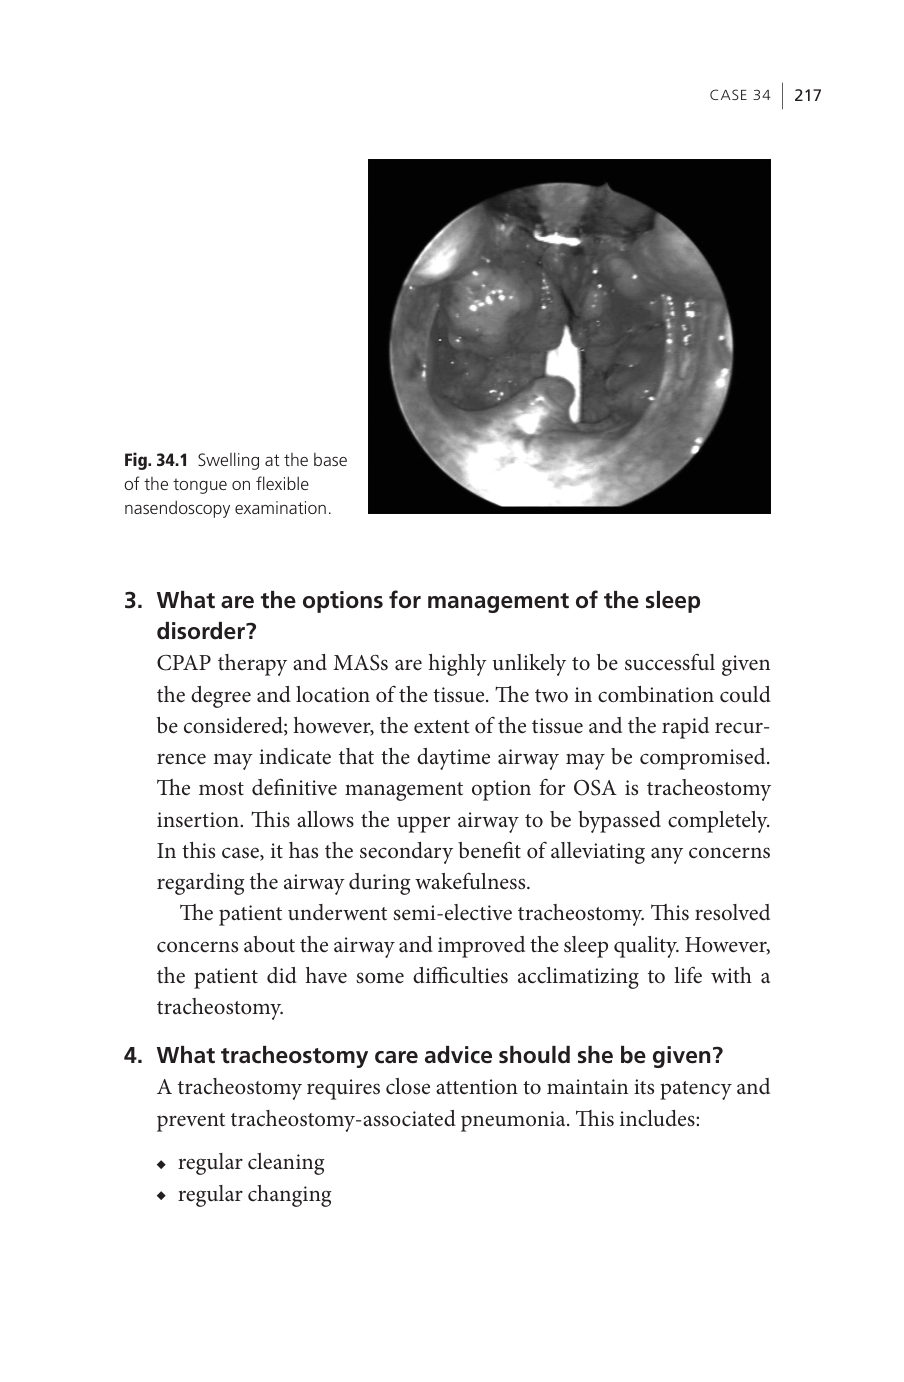 CASE 34 217
Fig. 34.1 Swelling at the base
of the tongue on flexible
nasendoscopy examination.
3. What are the options for management of the sleep
disorder?
CPAP therapy and MASs are highly unlikely to be successful given
the degree and location of the tissue. The two in combination could
be considered; however, the extent of the tissue and the rapid recur-
rence may indicate that the daytime airway may be compromised.
The most definitive management option for OSA is tracheostomy
insertion. This allows the upper airway to be bypassed completely.
In this case, it has the secondary benefit of alleviating any concerns
regarding the airway during wakefulness.
The patient underwent semi-elective tracheostomy. This resolved
concerns about the airway and improved the sleep quality. However,
the patient did have some difficulties acclimatizing to life with a
tracheostomy.
4. What tracheostomy care advice should she be given?
A tracheostomy requires close attention to maintain its patency and
prevent tracheostomy-associated pneumonia. This includes:
◆ regular cleaning
◆ regular changing